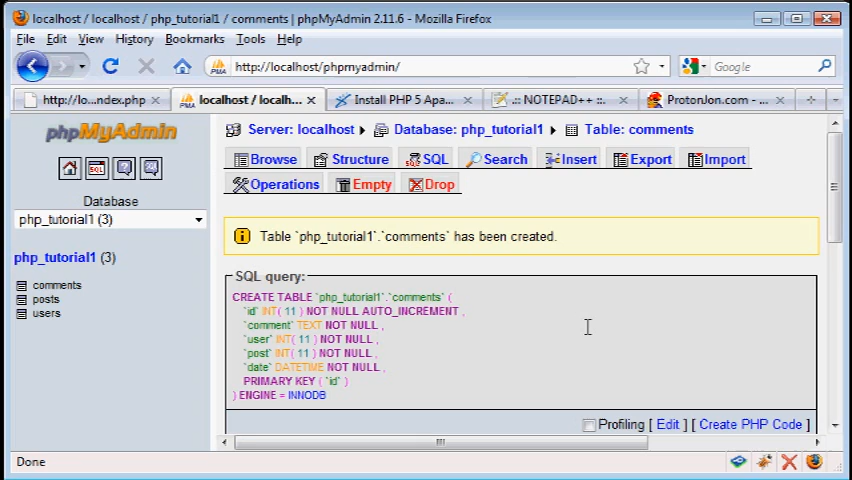 localhost / localhost / php_tutorial1 / comments | phpMyAdmin 2.11.6 - Mozilla Firefox
File Edit View History Bookmarks Tools Help
http://localhost/phpmyadmin/ Google
http://lo...ndex.php localhost / localh... Install PHP 5 Apa... .:: NOTEPAD++ ::. ProtonJon.com - ...
phpMyAdmin
Server: localhost Database: php_tutorial1 Table: comments
Browse Structure SQL Search Insert Export Import
Operations Empty Drop
SQL
Database
php_tutorial1 (3)
php_tutorial1 (3)
comments
posts
users
Table `php_tutorial1`.`comments` has been created.
SQL query:
CREATE TABLE `php_tutorial1`.`comments` (
`id` INT( 11 ) NOT NULL AUTO_INCREMENT ,
`comment` TEXT NOT NULL ,
`user` INT( 11 ) NOT NULL ,
`post` INT( 11 ) NOT NULL ,
`date` DATETIME NOT NULL ,
PRIMARY KEY ( `id` )
) ENGINE = INNODB
Profiling [ Edit ] [ Create PHP Code ]
Done